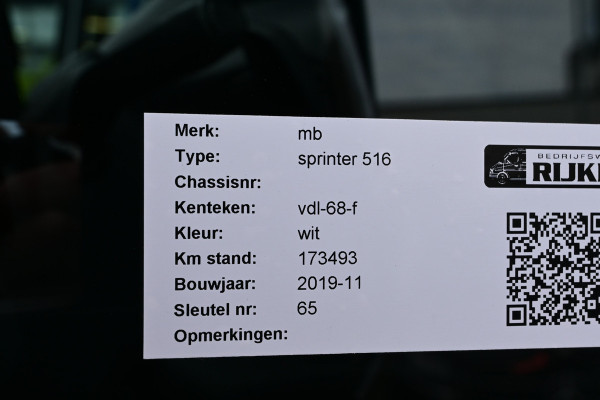 Merk: mb
Type: sprinter 516
Chassisnr:
Kenteken: vdl-68-f
Kleur: wit
Km stand: 173493
Bouwjaar: 2019-11
Sleutel nr: 65
Opmerkingen: